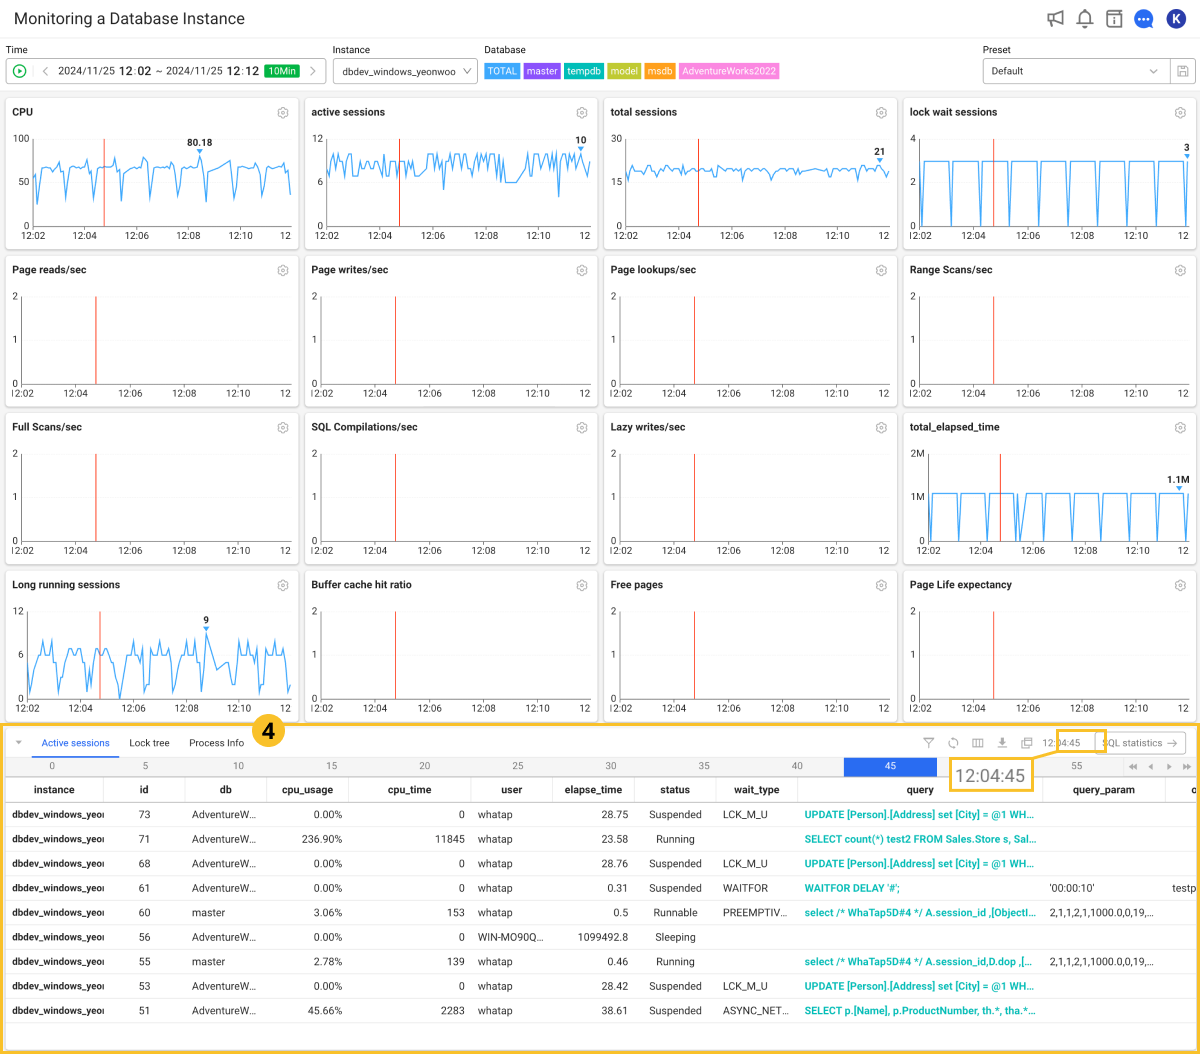 Monitoring a Database Instance
K
Time
Instance
Database
Preset
2024/11/25 12:02 ~ 2024/11/25 12:12 10Min
dbdev_windows_yeonwoo
TOTAL master tempdb model msdb AdventureWorks2022
Default
CPU
100
50
0
80.18
12:02 12:04 12:06 12:08 12:10 12
active sessions
12
6
0
10
12:02 12:04 12:06 12:08 12:10 12
total sessions
30
15
0
21
12:02 12:04 12:06 12:08 12:10 12
lock wait sessions
4
2
0
3
12:02 12:04 12:06 12:08 12:10 12
Page reads/sec
2
1
0
12:02 12:04 12:06 12:08 12:10 12
Page writes/sec
2
1
0
12:02 12:04 12:06 12:08 12:10 12
Page lookups/sec
2
1
0
12:02 12:04 12:06 12:08 12:10 12
Range Scans/sec
2
1
0
12:02 12:04 12:06 12:08 12:10 12
Full Scans/sec
2
1
0
12:02 12:04 12:06 12:08 12:10 12
SQL Compilations/sec
2
1
0
12:02 12:04 12:06 12:08 12:10 12
Lazy writes/sec
2
1
0
12:02 12:04 12:06 12:08 12:10 12
total_elapsed_time
2M
1M
0
1.1M
12:02 12:04 12:06 12:08 12:10 12
Long running sessions
12
6
0
9
12:02 12:04 12:06 12:08 12:10 12
Buffer cache hit ratio
2
1
0
12:02 12:04 12:06 12:08 12:10 12
Free pages
2
1
0
12:02 12:04 12:06 12:08 12:10 12
Page Life expectancy
2
1
0
12:02 12:04 12:06 12:08 12:10 12
4
Active sessions Lock tree Process Info
12:04:45 SQL statistics
0 5 10 15 20 25 30 35 40 45 55
12:04:45
instance id db cpu_usage cpu_time user elapse_time status wait_type query query_param
dbdev_windows_yeon 73 AdventureW... 0.00% 0 whatap 28.75 Suspended LCK_M_U UPDATE [Person].[Address] set [City] = @1 WH...
dbdev_windows_yeon 71 AdventureW... 236.90% 11845 whatap 23.58 Running SELECT count(*) test2 FROM Sales.Store s, Sal...
dbdev_windows_yeon 68 AdventureW... 0.00% 0 whatap 28.76 Suspended LCK_M_U UPDATE [Person].[Address] set [City] = @1 WH...
dbdev_windows_yeon 61 AdventureW... 0.00% 0 whatap 0.31 Suspended WAITFOR WAITFOR DELAY '#'; '00:00:10' testp
dbdev_windows_yeon 60 master 3.06% 153 whatap 0.5 Runnable PREEMPTIV... select /* WhaTap5D#4 */ A.session_id ,[ObjectI... 2,1,1,2,1,1000.0,0,19,...
dbdev_windows_yeon 56 AdventureW... 0.00% 0 WIN-MO90Q... 1099492.8 Sleeping
dbdev_windows_yeon 55 master 2.78% 139 whatap 0.46 Running select /* WhaTap5D#4 */ A.session_id,D.dop ,[... 2,1,1,2,1,1000.0,0,19,...
dbdev_windows_yeon 53 AdventureW... 0.00% 0 whatap 28.42 Suspended LCK_M_U UPDATE [Person].[Address] set [City] = @1 WH...
dbdev_windows_yeon 51 AdventureW... 45.66% 2283 whatap 38.61 Suspended ASYNC_NET... SELECT p.[Name], p.ProductNumber, th.*, tha.*...